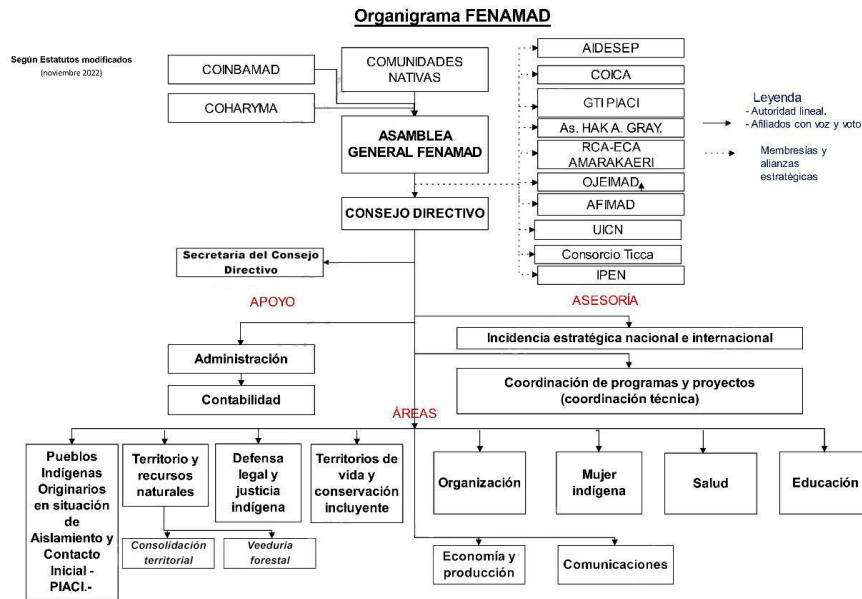 Organigrama FENAMAD
Según Estatutos modificados
(noviembre 2022)
COINBAMAD
COHARYMA
COMUNIDADES
NATIVAS
ASAMBLEA
GENERAL FENAMAD
CONSEJO DIRECTIVO
AIDESEP
COICA
GTI PIACI
As. HAK A. GRAY.
RCA-ECA
AMARAKAERI
OJEIMAD
AFIMAD
UICN
Consorcio Ticca
IPEN
Leyenda
- Autoridad lineal.
- Afiliados con voz y voto
Membresías y
alianzas
estratégicas
Secretaría del Consejo
Directivo
APOYO
ASESORÍA
Administración
Contabilidad
Incidencia estratégica nacional e internacional
Coordinación de programas y proyectos
(coordinación técnica)
ÁREAS
Pueblos
Indígenas
Originarios
en situación
de
Aislamiento y
Contacto
Inicial -
PIACI.-
Territorio y
recursos
naturales
Defensa
legal y
justicia
indígena
Territorios de
vida y
conservación
incluyente
Organización
Mujer
indígena
Salud
Educación
Consolidación
territorial
Veeduría
forestal
Economía y
producción
Comunicaciones